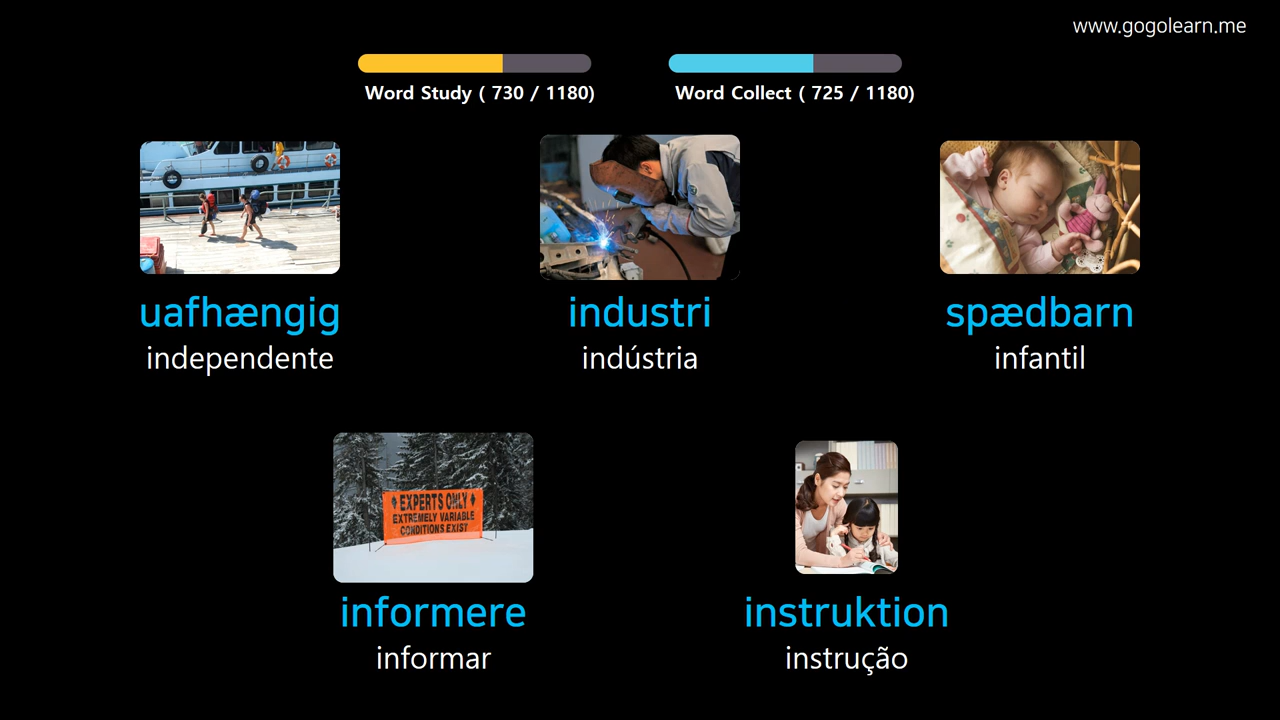 www.gogolearn.me
Word Study ( 730 / 1180)
Word Collect ( 725 / 1180)
uafhængig
independente
industri
indústria
spædbarn
infantil
EXPERTS ONLY
EXTREMELY VARIABLE
CONDITIONS EXIST
informere
informar
instruktion
instrução